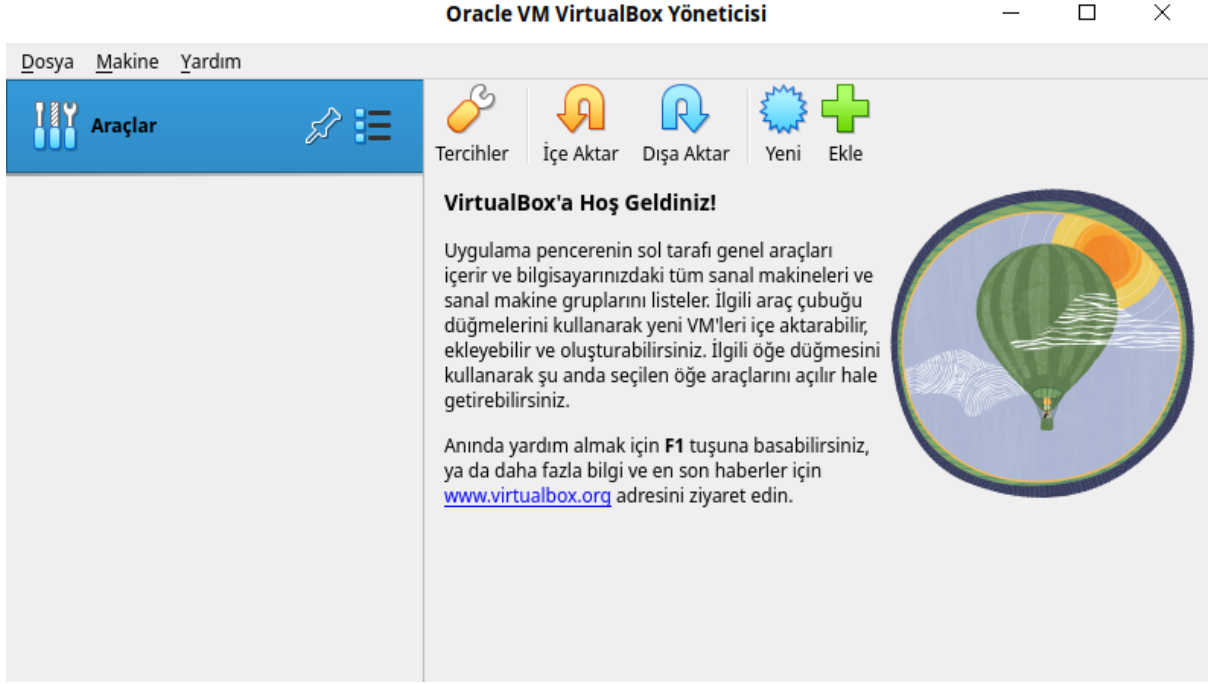 Oracle VM VirtualBox Yöneticisi
Dosya Makine Yardım
Araçlar
Tercihler İçe Aktar Dışa Aktar Yeni Ekle
VirtualBox'a Hoş Geldiniz!
Uygulama pencerenin sol tarafı genel araçları
içerir ve bilgisayarınızdaki tüm sanal makineleri ve
sanal makine gruplarını listeler. İlgili araç çubuğu
düğmelerini kullanarak yeni VM'leri içe aktarabilir,
ekleyebilir ve oluşturabilirsiniz. İlgili öğe düğmesini
kullanarak şu anda seçilen öğe araçlarını açılır hale
getirebilirsiniz.
Anında yardım almak için F1 tuşuna basabilirsiniz,
ya da daha fazla bilgi ve en son haberler için
www.virtualbox.org adresini ziyaret edin.